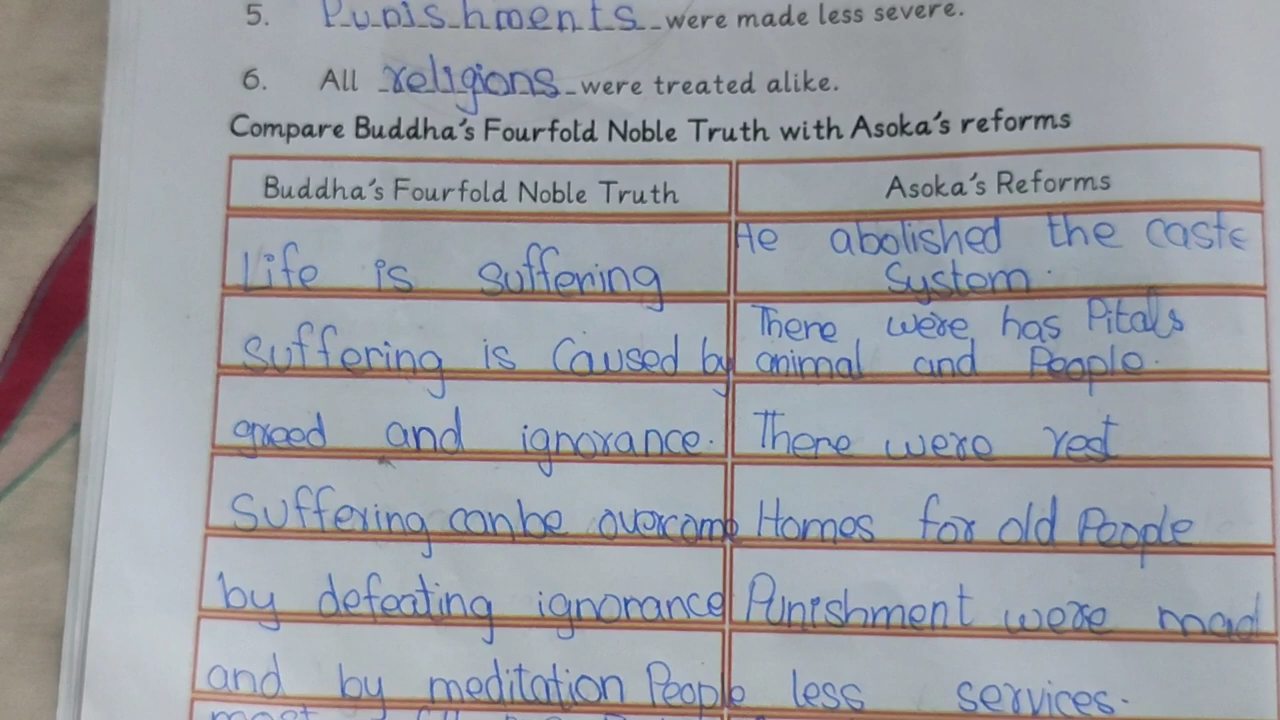 5. Punishments were made less severe.
6. All religions were treated alike.
Compare Buddha's Fourfold Noble Truth with Asoka's reforms
Buddha's Fourfold Noble Truth
Life is suffering
suffering is caused by
greed and ignorance.
Suffering can be overcome
by defeating ignorance
and by meditation People
Asoka's Reforms
He abolished the caste
System.
There were has Pitals
animal and People.
There were rest
Homes for old People
Punishment were mad
less services.